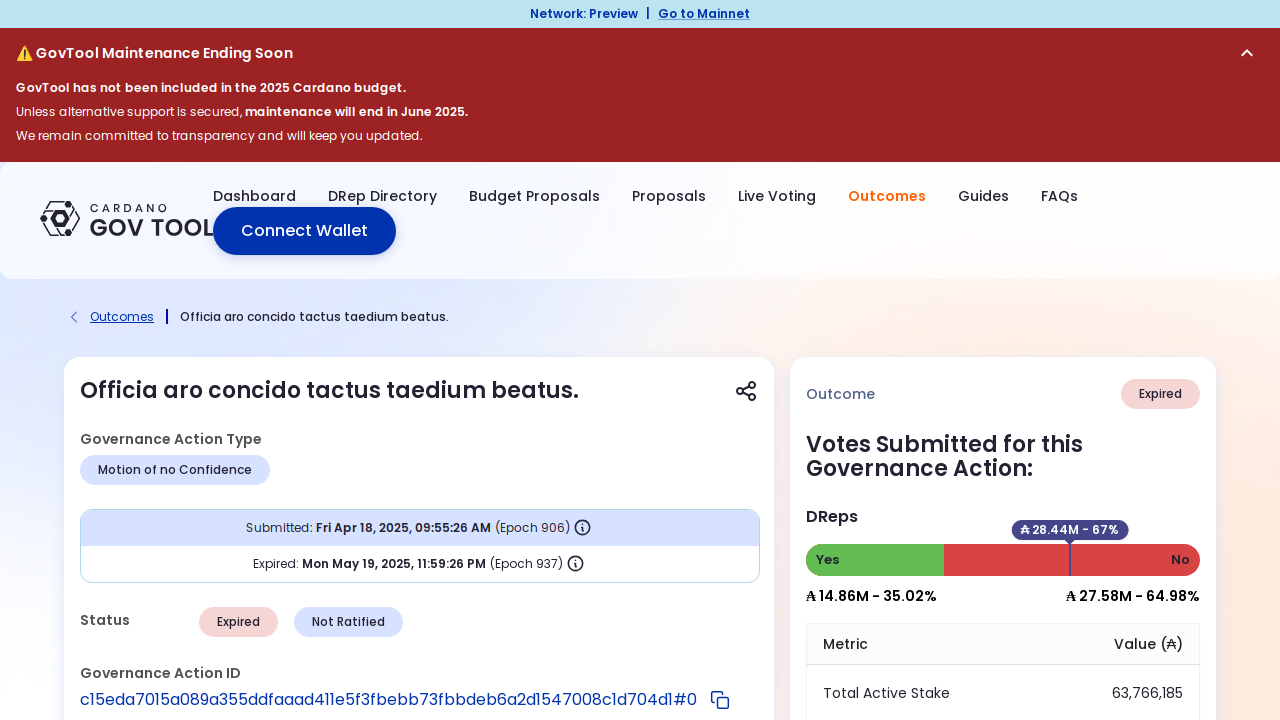 Network: Preview | Go to Mainnet
⚠️ GovTool Maintenance Ending Soon
GovTool has not been included in the 2025 Cardano budget.
Unless alternative support is secured, maintenance will end in June 2025.
We remain committed to transparency and will keep you updated.
CARDANO
GOV TOOL
Dashboard DRep Directory Budget Proposals Proposals Live Voting Outcomes Guides FAQs
Connect Wallet
Outcomes | Officia aro concido tactus taedium beatus.
Officia aro concido tactus taedium beatus.
Governance Action Type
Motion of no Confidence
Submitted: Fri Apr 18, 2025, 09:55:26 AM (Epoch 906)
Expired: Mon May 19, 2025, 11:59:26 PM (Epoch 937)
Status Expired Not Ratified
Governance Action ID
c15eda7015a089a355ddfaaad411e5f3fbebb73fbbdeb6a2d1547008c1d704d1#0
Outcome Expired
Votes Submitted for this
Governance Action:
DReps
₳ 28.44M - 67%
Yes No
₳ 14.86M - 35.02% ₳ 27.58M - 64.98%
Metric Value (₳)
Total Active Stake 63,766,185